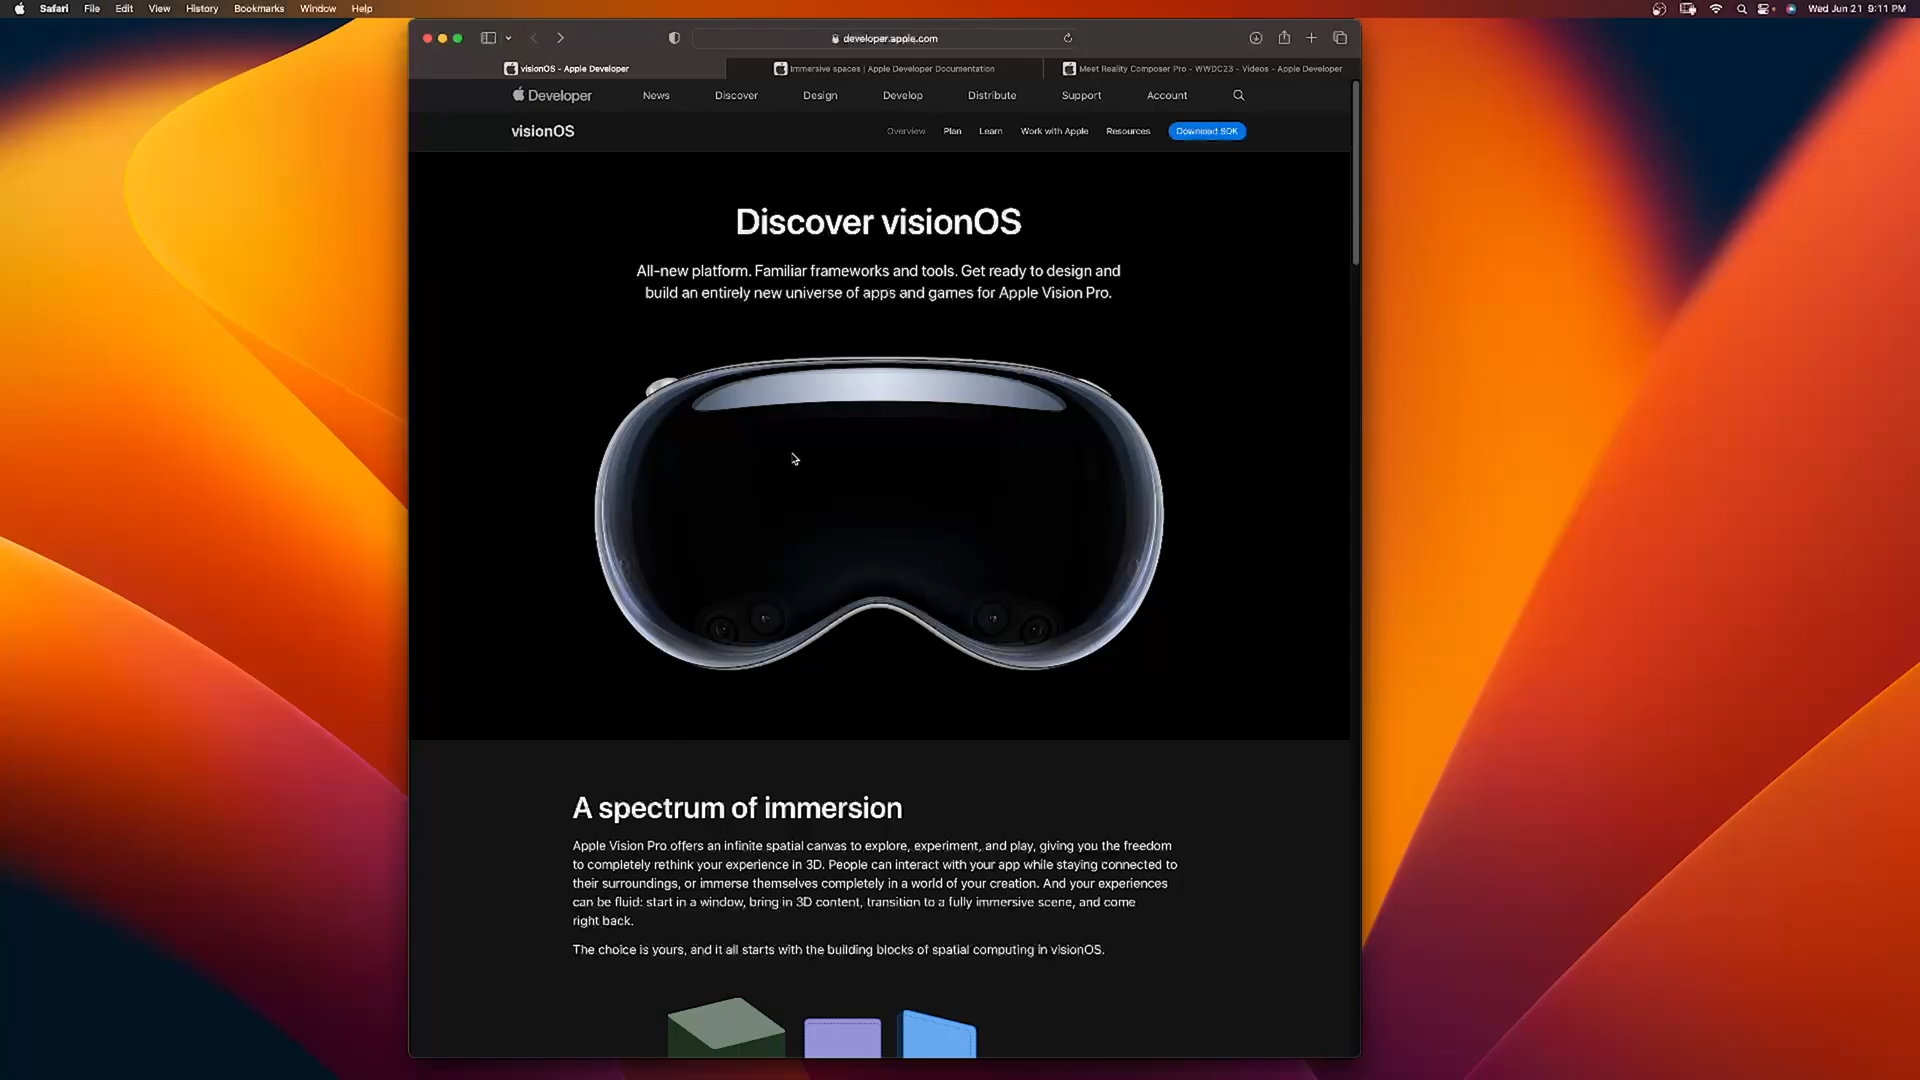 Safari File Edit View History Bookmarks Window Help Wed Jun 21 9:11 PM
developer.apple.com
visionOS - Apple Developer
Immersive spaces | Apple Developer Documentation
Meet Reality Composer Pro - WWDC23 - Videos - Apple Developer
Developer News Discover Design Develop Distribute Support Account
visionOS Overview Plan Learn Work with Apple Resources Download SDK
Discover visionOS
All-new platform. Familiar frameworks and tools. Get ready to design and
build an entirely new universe of apps and games for Apple Vision Pro.
A spectrum of immersion
Apple Vision Pro offers an infinite spatial canvas to explore, experiment, and play, giving you the freedom
to completely rethink your experience in 3D. People can interact with your app while staying connected to
their surroundings, or immerse themselves completely in a world of your creation. And your experiences
can be fluid: start in a window, bring in 3D content, transition to a fully immersive scene, and come
right back.
The choice is yours, and it all starts with the building blocks of spatial computing in visionOS.